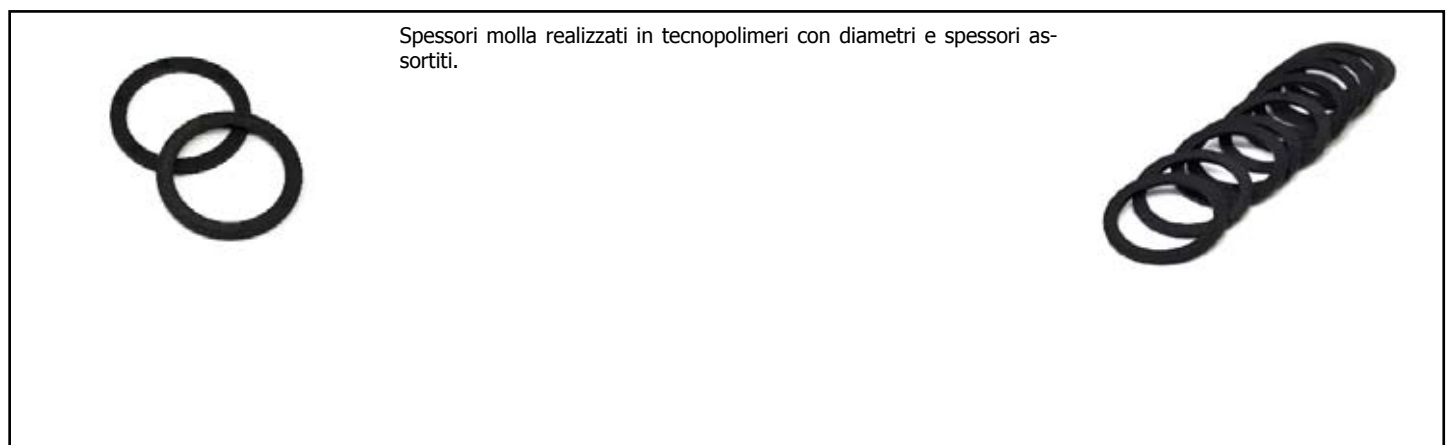 Spessori molla realizzati in tecnopolimeri con diametri e spessori as-
sortiti.